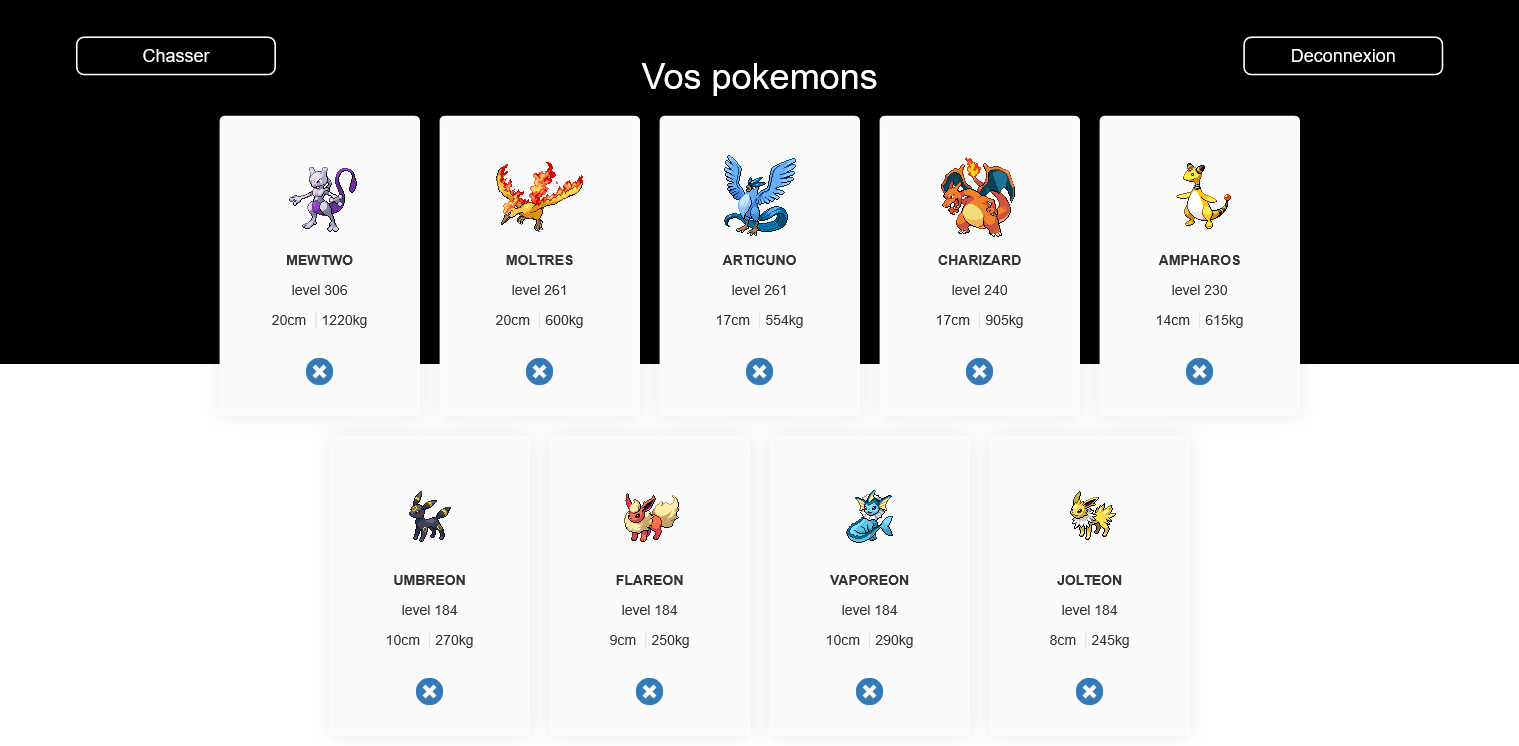 Chasser
Deconnexion
Vos pokemons
MEWTWO
level 306
20cm 1220kg
MOLTRES
level 261
20cm 600kg
ARTICUNO
level 261
17cm 554kg
CHARIZARD
level 240
17cm 905kg
AMPHAROS
level 230
14cm 615kg
UMBREON
level 184
10cm 270kg
FLAREON
level 184
9cm 250kg
VAPOREON
level 184
10cm 290kg
JOLTEON
level 184
8cm 245kg